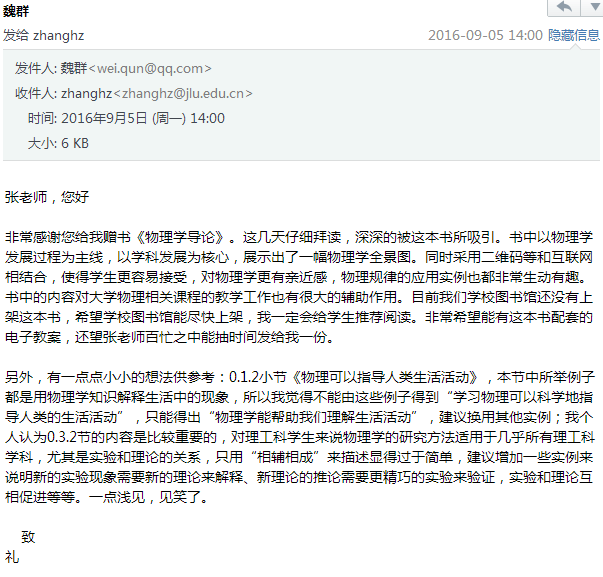 魏群
发给 zhanghz
2016-09-05 14:00 隐藏信息
发件人: 魏群<wei.qun@qq.com>
收件人: zhanghz<zhanghz@jlu.edu.cn>
时间: 2016年9月5日 (周一) 14:00
大小: 6 KB
张老师，您好
非常感谢您给我赠书《物理学导论》。这几天仔细拜读，深深的被这本书所吸引。书中以物理学
发展过程为主线，以学科发展为核心，展示出了一幅物理学全景图。同时采用二维码等和互联网
相结合，使得学生更容易接受，对物理学更有亲近感，物理规律的应用实例也都非常生动有趣。
书中的内容对大学物理相关课程的教学工作也有很大的辅助作用。目前我们学校图书馆还没有上
架这本书，希望学校图书馆能尽快上架，我一定会给学生推荐阅读。非常希望能有这本书配套的
电子教案，还望张老师百忙之中能抽时间发给我一份。
另外，有一点点小小的想法供参考：0.1.2小节《物理可以指导人类生活活动》，本节中所举例子
都是用物理学知识解释生活中的现象，所以我觉得不能由这些例子得到“学习物理可以科学地指
导人类的生活活动”，只能得出“物理学能帮助我们理解生活活动”，建议换用其他实例；我个
人认为0.3.2节的内容是比较重要的，对理工科学生来说物理学的研究方法适用于几乎所有理工科
学科，尤其是实验和理论的关系，只用“相辅相成”来描述显得过于简单，建议增加一些实例来
说明新的实验现象需要新的理论来解释、新理论的推论需要更精巧的实验来验证，实验和理论互
相促进等等。一点浅见，见笑了。
致
礼